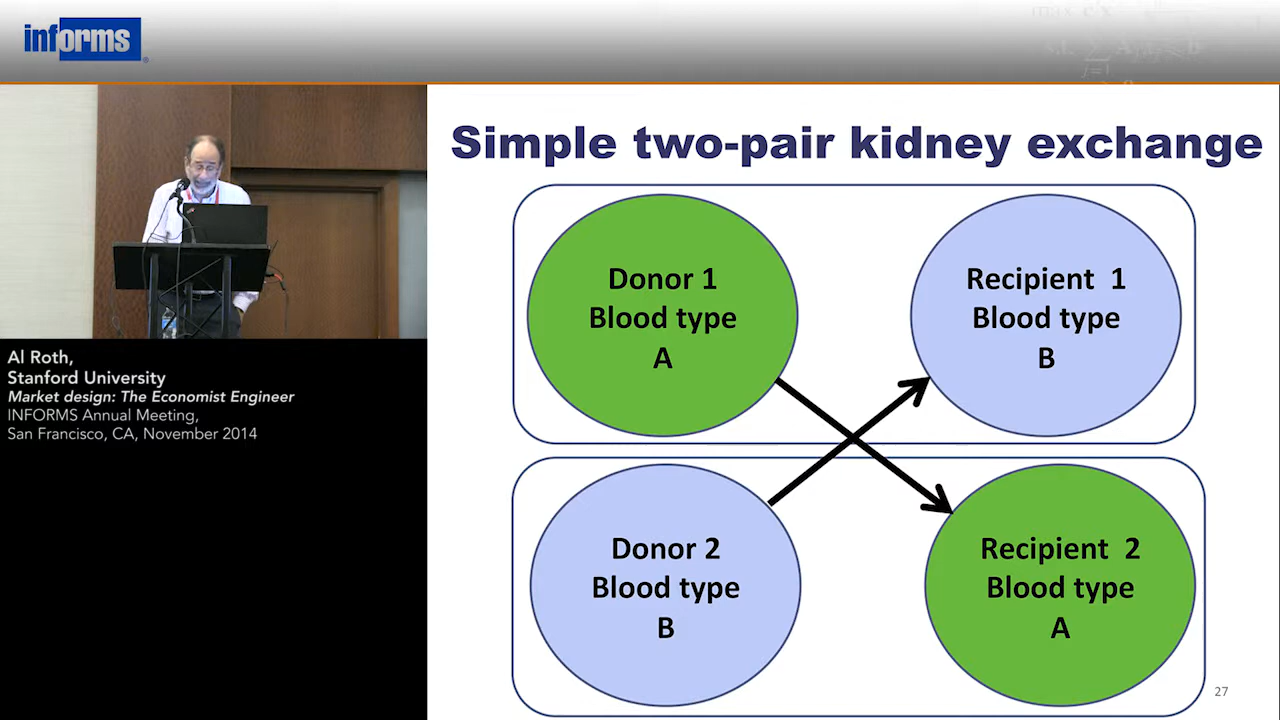 informs
Al Roth,
Stanford University
Market design: The Economist Engineer
INFORMS Annual Meeting,
San Francisco, CA, November 2014
Simple two-pair kidney exchange
Donor 1
Blood type
A
Recipient 1
Blood type
B
Donor 2
Blood type
B
Recipient 2
Blood type
A
27